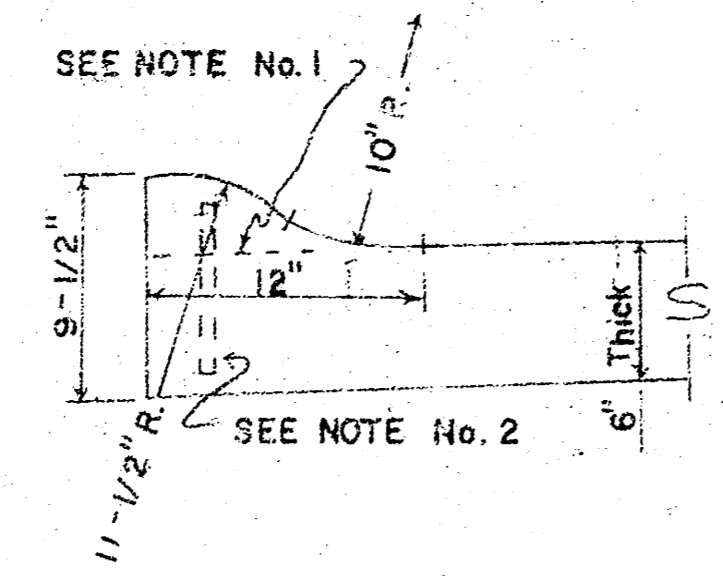 SEE NOTE No. 1
10" R.
9-1/2"
12"
6" Thick
SEE NOTE No. 2
11-1/2" R.